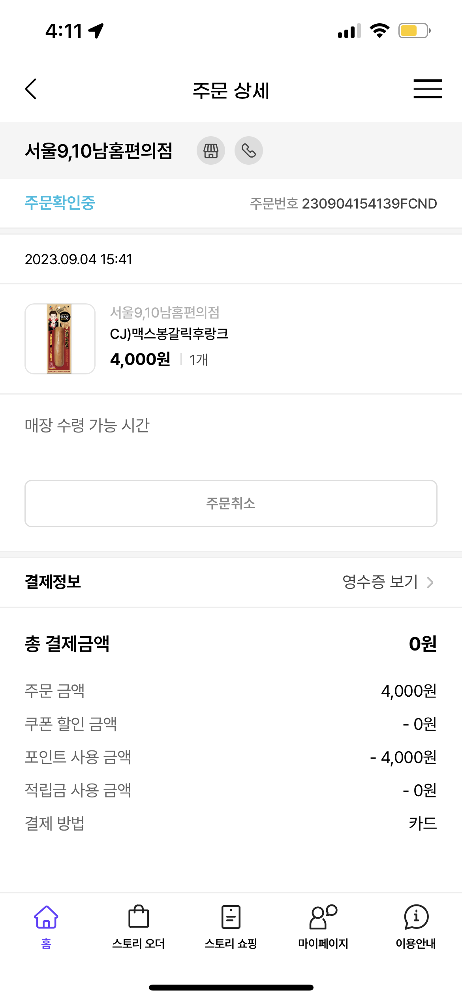 4:11
주문 상세
서울9,10남홈편의점
주문확인중
주문번호 230904154139FCND
2023.09.04 15:41
맥스봉
서울9,10남홈편의점
CJ)맥스봉갈릭후랑크
4,000원 1개
매장 수령 가능 시간
주문취소
결제정보
영수증 보기
총 결제금액 0원
주문 금액 4,000원
쿠폰 할인 금액 - 0원
포인트 사용 금액 - 4,000원
적립금 사용 금액 - 0원
결제 방법 카드
홈 스토리 오더 스토리 쇼핑 마이페이지 이용안내